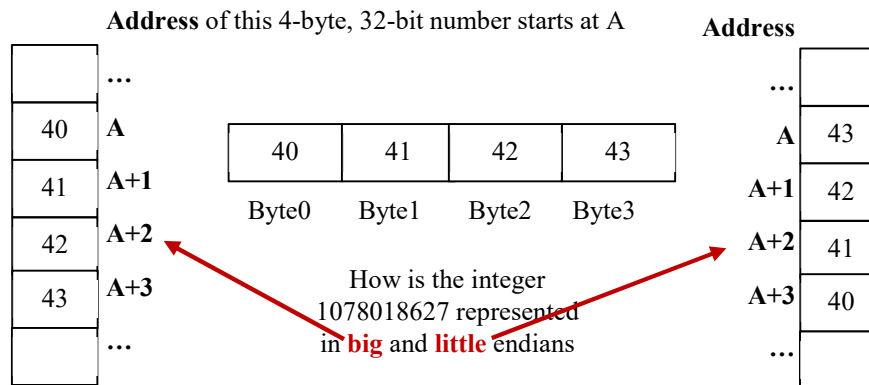 Address of this 4-byte, 32-bit number starts at A
Address
...
...
40 A
40 41 42 43
A 43
41 A+1
A+1 42
Byte0 Byte1 Byte2 Byte3
42 A+2
A+2 41
43 A+3
How is the integer
A+3 40
1078018627 represented
in big and little endians
...
...